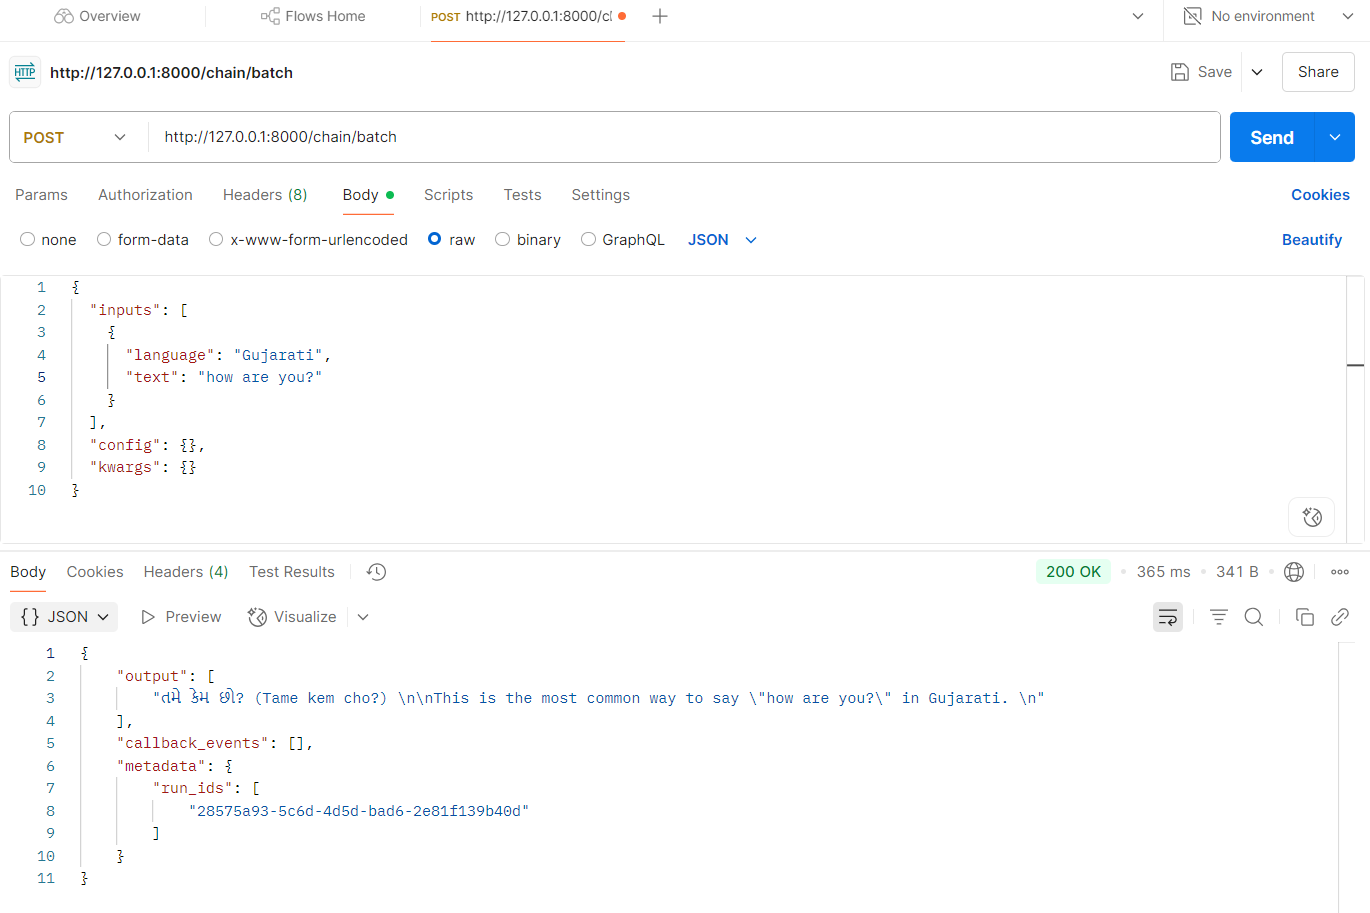 Overview
Flows Home
POST http://127.0.0.1:8000/cl
No environment
HTTP
http://127.0.0.1:8000/chain/batch
Save
Share
POST
http://127.0.0.1:8000/chain/batch
Send
Params
Authorization
Headers (8)
Body
Scripts
Tests
Settings
Cookies
none
form-data
x-www-form-urlencoded
raw
binary
GraphQL
JSON
Beautify
1 {
2 "inputs": [
3 {
4 "language": "Gujarati",
5 "text": "how are you?"
6 }
7 ],
8 "config": {},
9 "kwargs": {}
10 }
Body
Cookies
Headers (4)
Test Results
200 OK
365 ms
341 B
{} JSON
Preview
Visualize
1 {
2 "output": [
3 "તમે કેમ છો? (Tame kem cho?) \n\nThis is the most common way to say \"how are you?\" in Gujarati. \n"
4 ],
5 "callback_events": [],
6 "metadata": {
7 "run_ids": [
8 "28575a93-5c6d-4d5d-bad6-2e81f139b40d"
9 ]
10 }
11 }